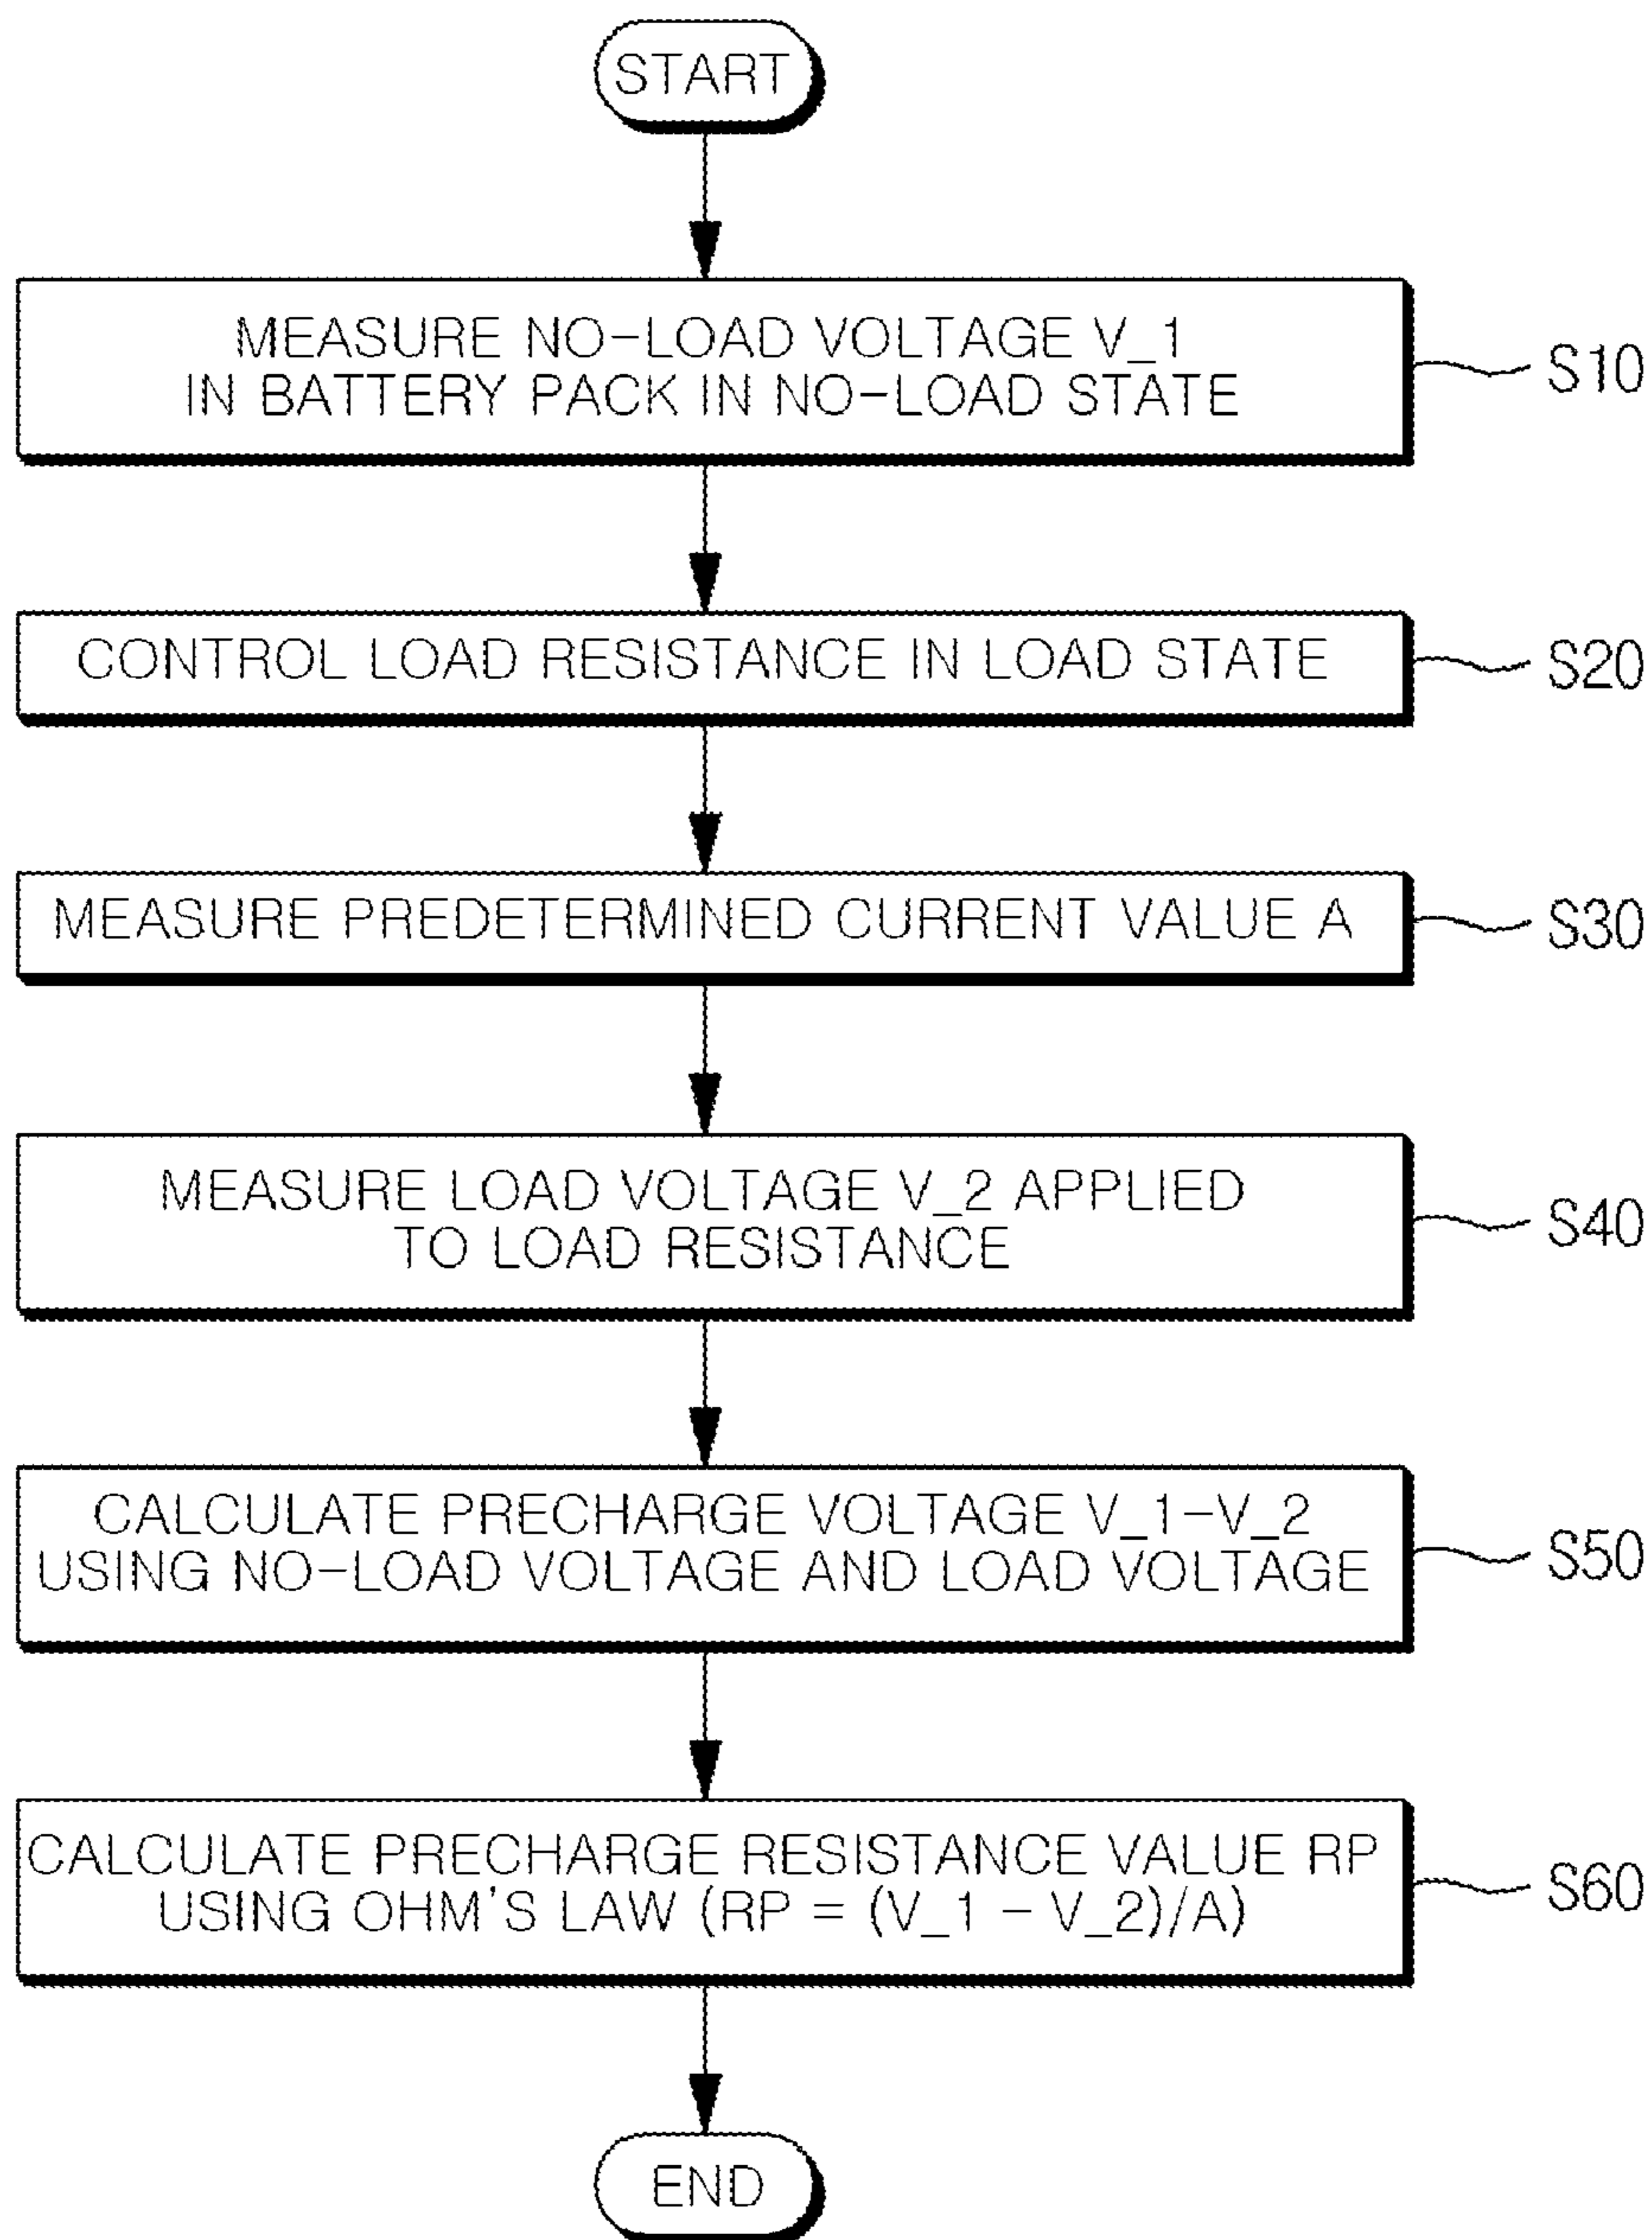 START
MEASURE NO-LOAD VOLTAGE V_1
IN BATTERY PACK IN NO-LOAD STATE
S10
CONTROL LOAD RESISTANCE IN LOAD STATE
S20
MEASURE PREDETERMINED CURRENT VALUE A
S30
MEASURE LOAD VOLTAGE V_2 APPLIED
TO LOAD RESISTANCE
S40
CALCULATE PRECHARGE VOLTAGE V_1-V_2
USING NO-LOAD VOLTAGE AND LOAD VOLTAGE
S50
CALCULATE PRECHARGE RESISTANCE VALUE RP
USING OHM'S LAW (RP = (V_1 - V_2)/A)
S60
END